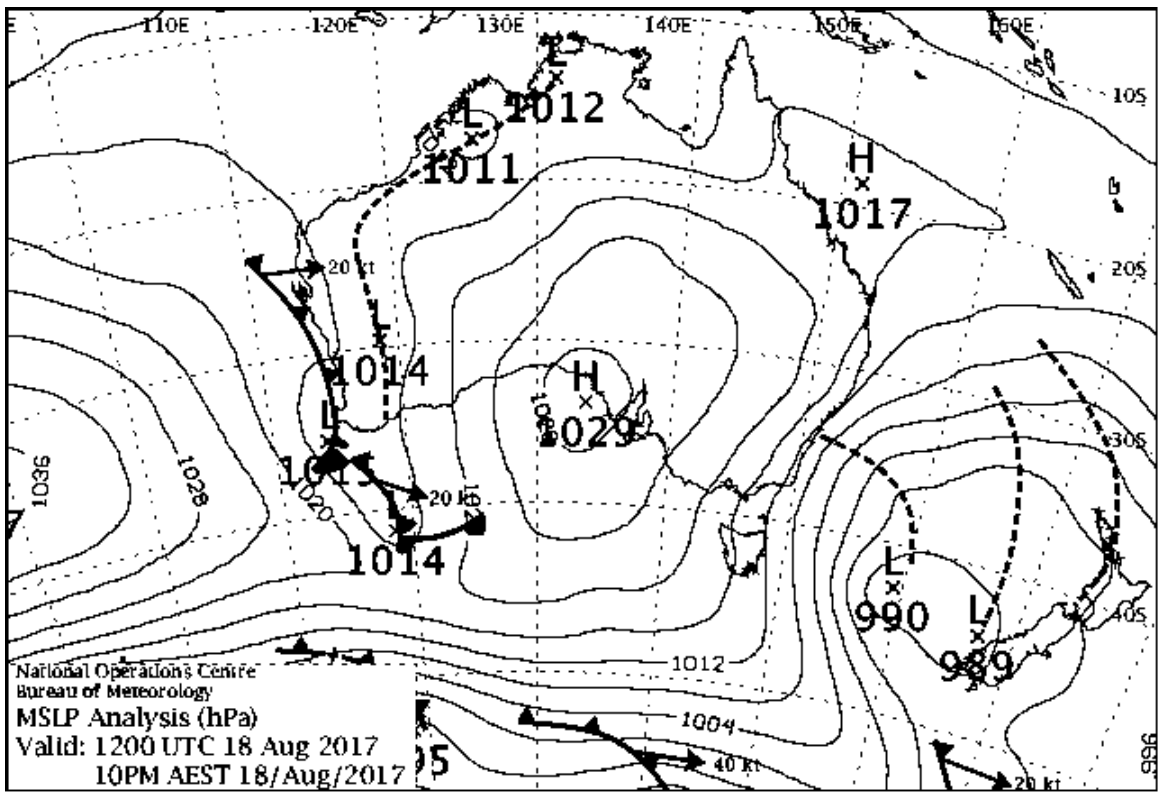 110E 120E 130E 140E 150E 160E
L
1012
10S
L
1011
H
1017
20 kt
20S
L
1014
H
1029
L
30S
1036
1028
1020
20 kt
L
1014
L
990
L
40S
989
1012
National Operations Centre
Bureau of Meteorology
MSLP Analysis (hPa)
Valid: 1200 UTC 18 Aug 2017
10PM AEST 18/Aug/2017
95
1004
40 kt
20 kt
996